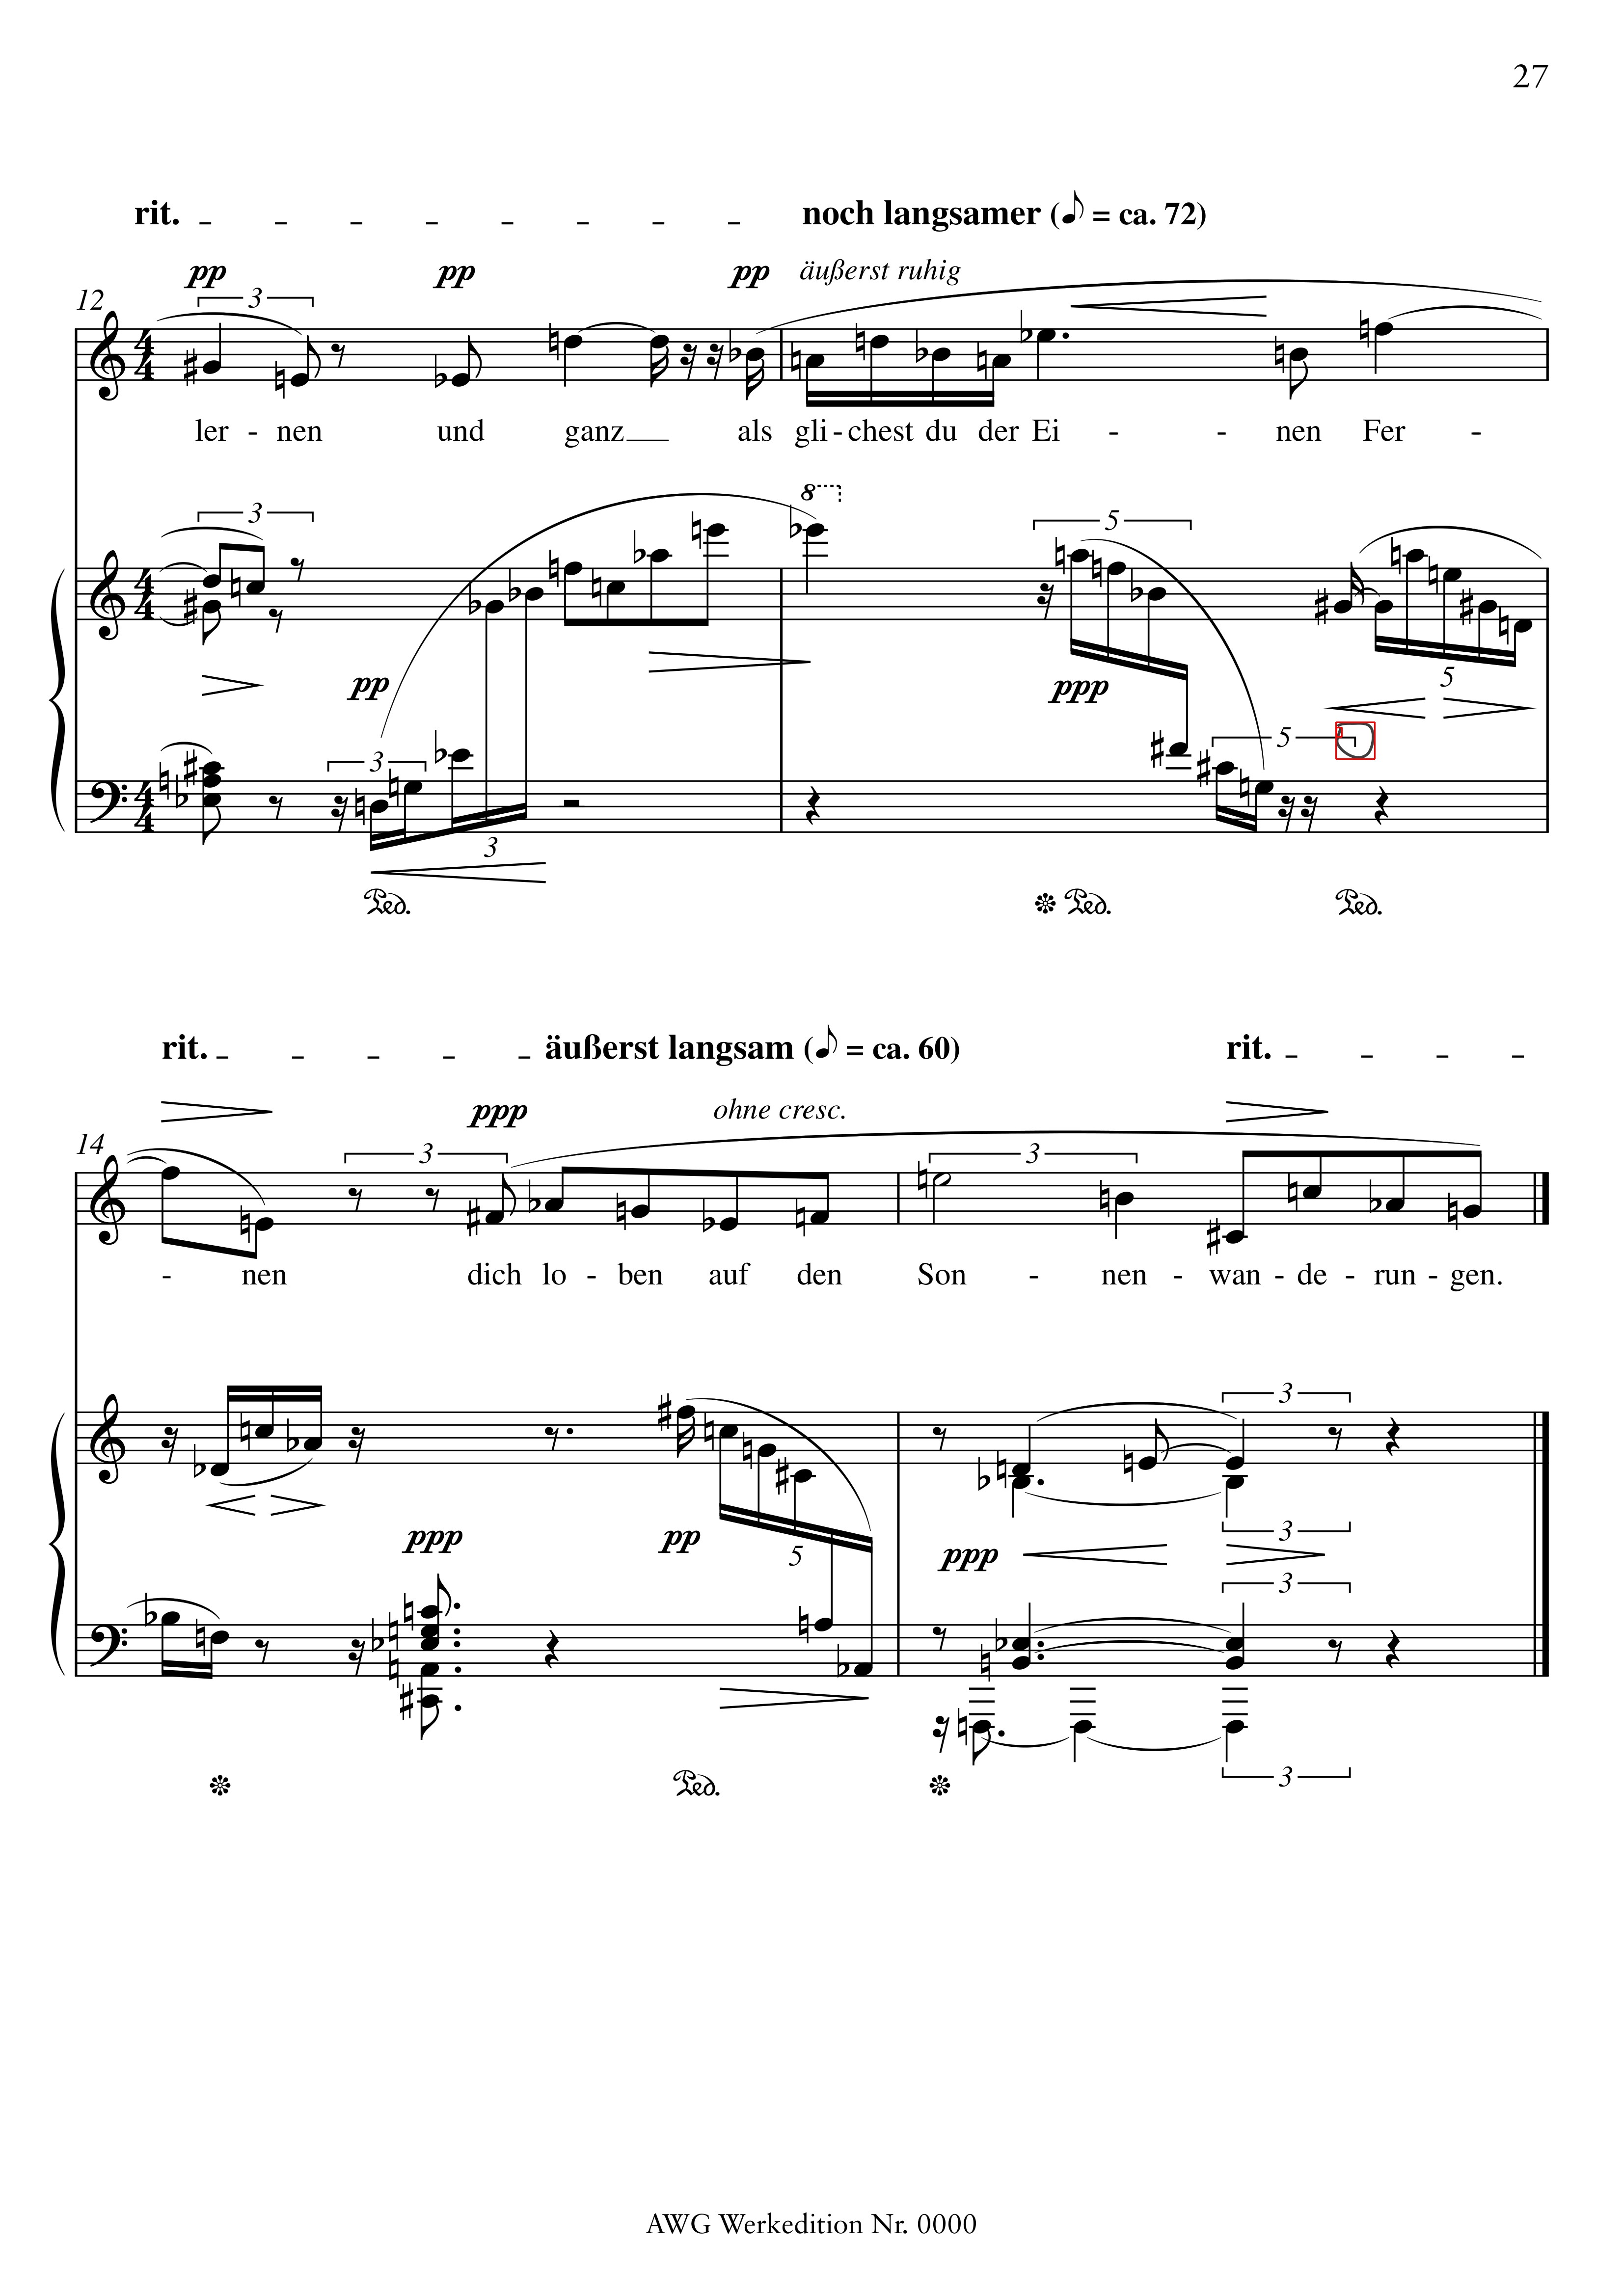 27
rit.
noch langsamer (♪ = ca. 72)
pp pp pp äußerst ruhig
12 3
ler - nen und ganz als gli - chest du der Ei - - nen Fer -
8
3 5
pp ppp 5
3 5
3
Ped. * Ped. Ped.
rit. äußerst langsam (♪ = ca. 60) rit.
ppp ohne cresc.
14 3 3
- nen dich lo - ben auf den Son - nen - wan - de - run - gen.
3
3
ppp pp 5 ppp
3
3
* Ped. *
AWG Werkedition Nr. 0000